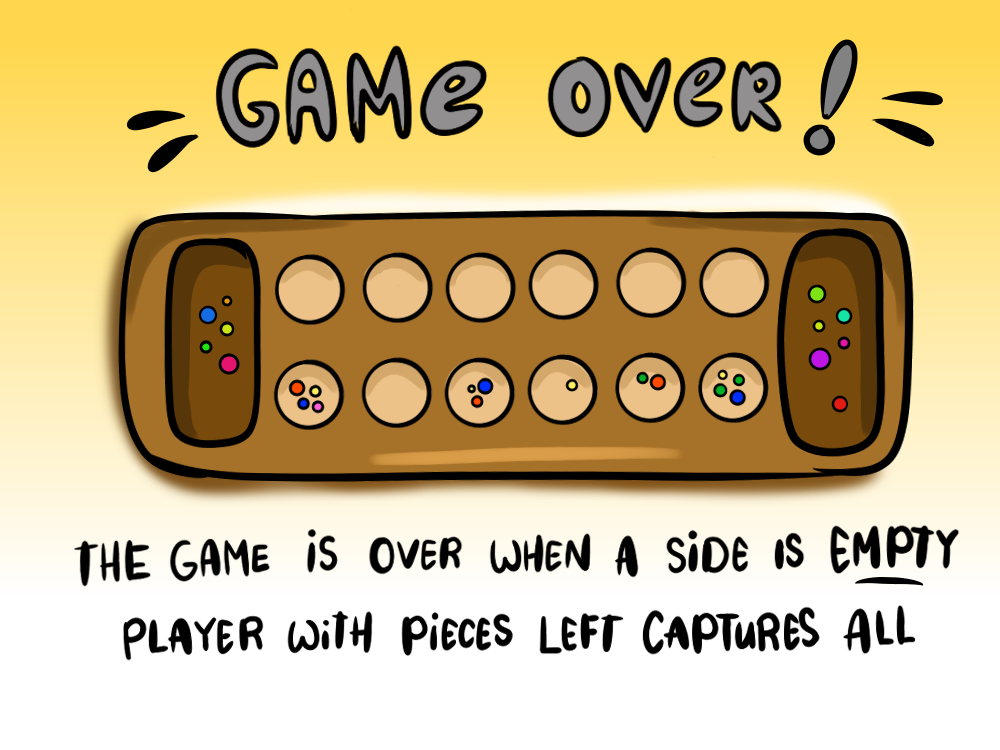 GAMe OVeR!
THE GAME iS OVER WHEN A SiDE IS EMPTY
PLAYER WiTH PiECES LEFT CAPTURES ALL